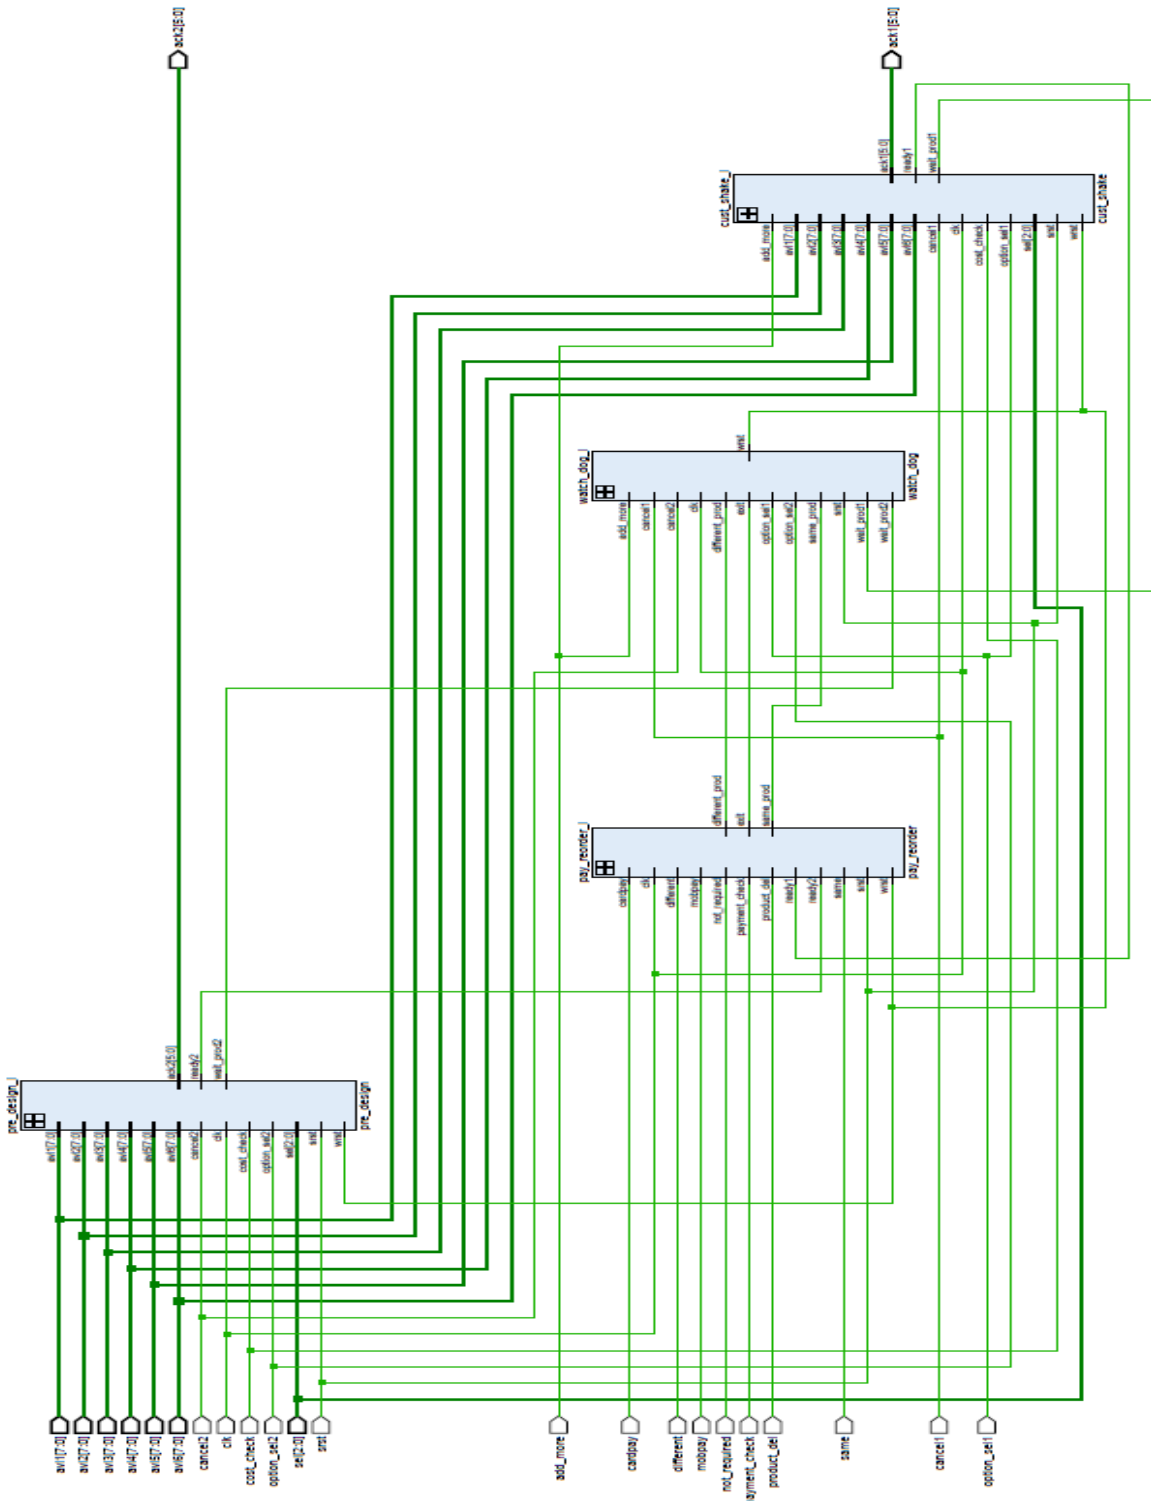 ack2[5:0]
ack1[5:0]
ack1[5:0]
ready1
wait_prod1
cust_shake_i
cust_shake
add_more
avl1[7:0]
avl2[7:0]
avl3[7:0]
avl4[7:0]
avl5[7:0]
avl6[7:0]
cancel1
clk
cost_check
option_sel1
sel[2:0]
srst
wrst
wrst
watch_dog_i
watch_dog
add_more
cancel1
cancel2
clk
different_prod
exit
option_sel1
option_sel2
same_prod
srst
wait_prod1
wait_prod2
different_prod
exit
same_prod
pay_reorder_i
pay_reorder
cardpay
clk
different
mobpay
not_required
payment_check
product_del
ready1
ready2
same
srst
wrst
ack2[5:0]
ready2
wait_prod2
pre_design_i
pre_design
avl1[7:0]
avl2[7:0]
avl3[7:0]
avl4[7:0]
avl5[7:0]
avl6[7:0]
cancel2
clk
cost_check
option_sel2
sel[2:0]
srst
wrst
avl1[7:0]
avl2[7:0]
avl3[7:0]
avl4[7:0]
avl5[7:0]
avl6[7:0]
cancel2
clk
cost_check
option_sel2
sel[2:0]
srst
add_more
cardpay
different
mobpay
not_required
ayment_check
product_del
same
cancel1
option_sel1